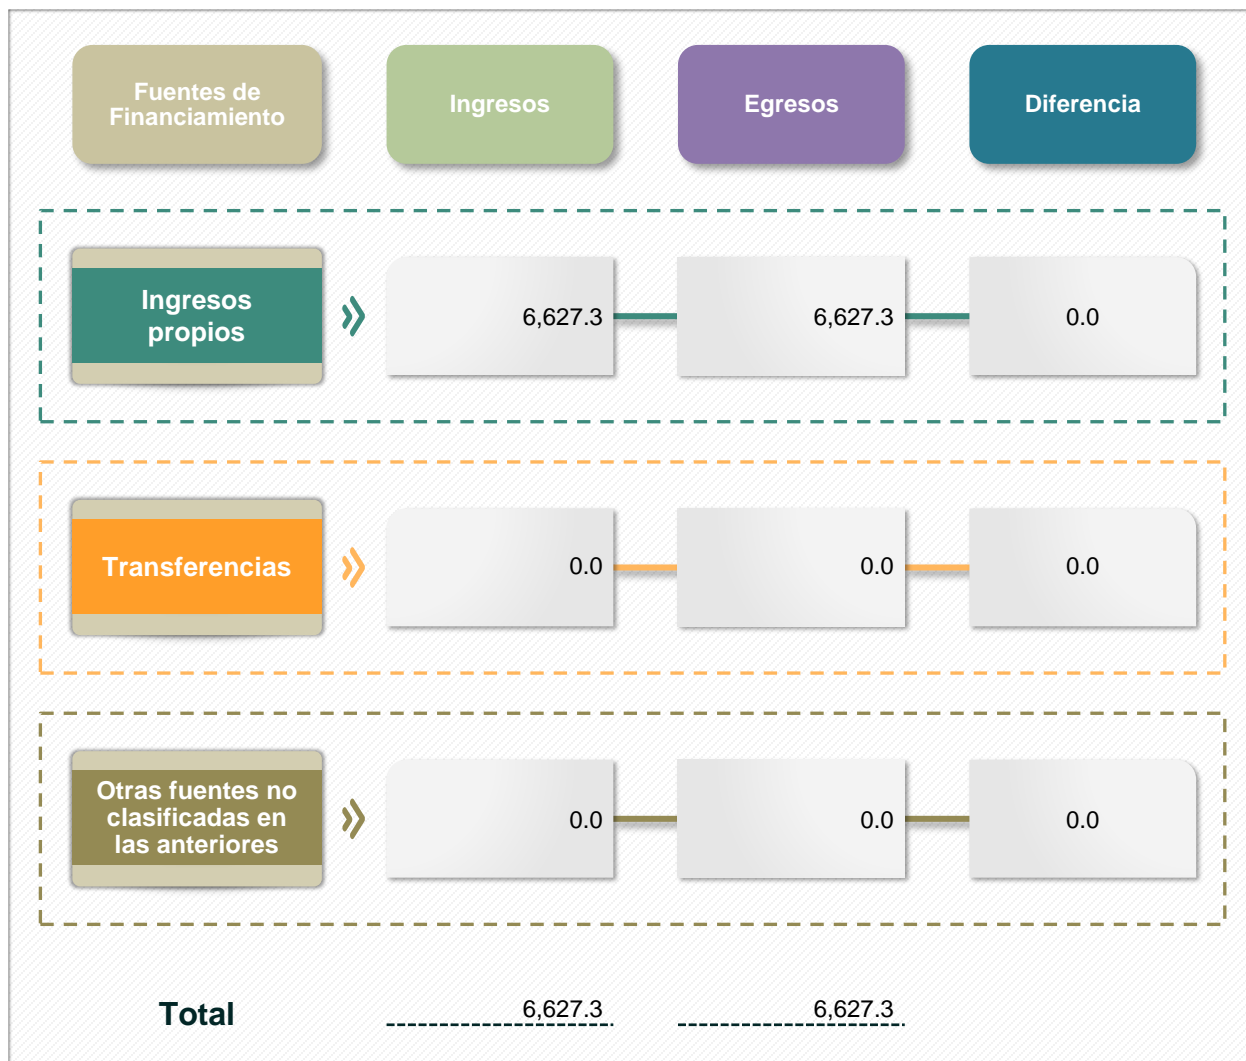 Fuentes de
Financiamiento
Ingresos
Egresos
Diferencia
Ingresos
propios
6,627.3
6,627.3
0.0
Transferencias
0.0
0.0
0.0
Otras fuentes no
clasificadas en
las anteriores
0.0
0.0
0.0
Total
6,627.3
6,627.3